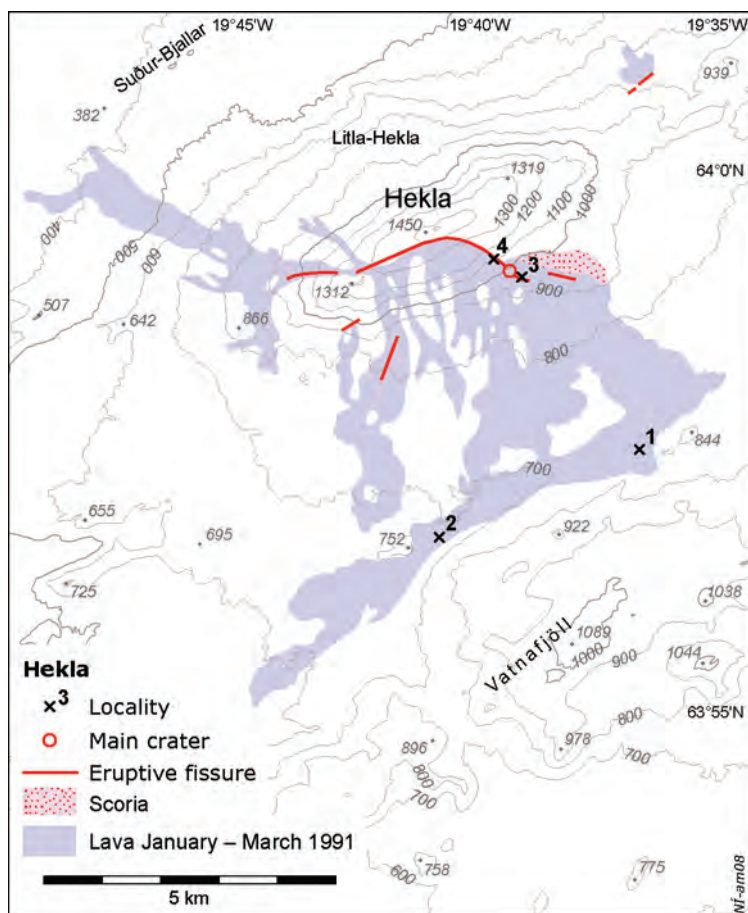 19°45'W
19°40'W
19°35'W
Suður-Bjallar
939
382
Litla-Hekla
64°0'N
1319
Hekla
1300
1200
1100
1000
1450
400
500
600
4
3
507
1312
900
642
866
800
1
844
700
655
2
922
695
752
725
1038
1089
1000
900
1044
Vatnafjöll
63°55'N
Hekla
3 Locality
800
Main crater
896
978
700
800
Eruptive fissure
700
Scoria
Lava January – March 1991
758
775
600
5 km
NÍ-am08